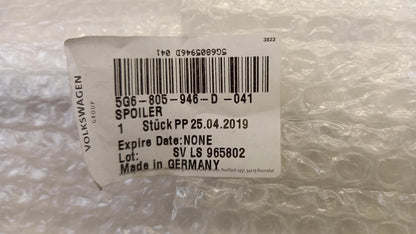 3822
5G6805946D 041
VOLKSWAGEN
GROUP
5G6-805-946-D -041
SPOILER
1 Stück PP 25.04.2019
Expire Date:NONE
Lot: SV LS 965802
Made in GERMANY